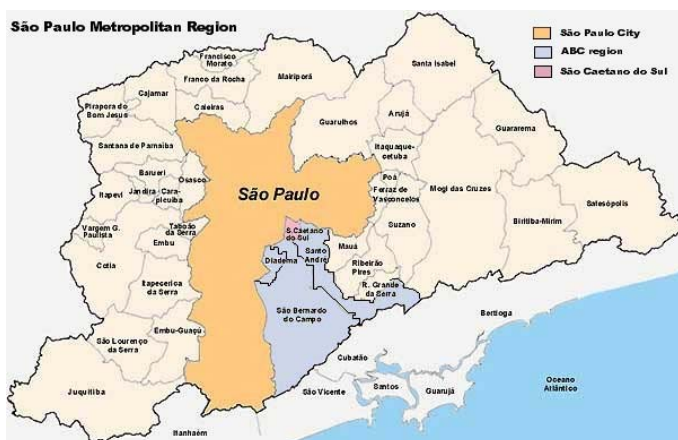 São Paulo Metropolitan Region
São Paulo City
ABC region
São Caetano do Sul
Francisco
Morato
Franco da Rocha
Mairiporã
Santa Isabel
Cajamar
Pirapora do
Bom Jesus
Caieiras
Guarulhos
Arujá
Guararema
Santana de Parnaíba
Itaquaque-
cetuba
Barueri
Osasco
Poá
Itapevi
Jandira
Cara-
picuíba
São Paulo
Ferraz de
Vasconcelos
Mogi das Cruzes
Salesópolis
Vargem G.
Paulista
Taboão
da Serra
Embu
S.Caetano
do Sul
Santo
André
Mauá
Suzano
Biritiba-Mirim
Cotia
Diadema
Ribeirão
Pires
Itapecerica
da Serra
R. Grande
da Serra
São Bernardo
do Campo
Embu-Guaçú
São Lourenço
da Serra
Bertioga
Cubatão
Juquitiba
São Vicente
Santos
Guarujá
Oceano
Atlântico
Itanhaém